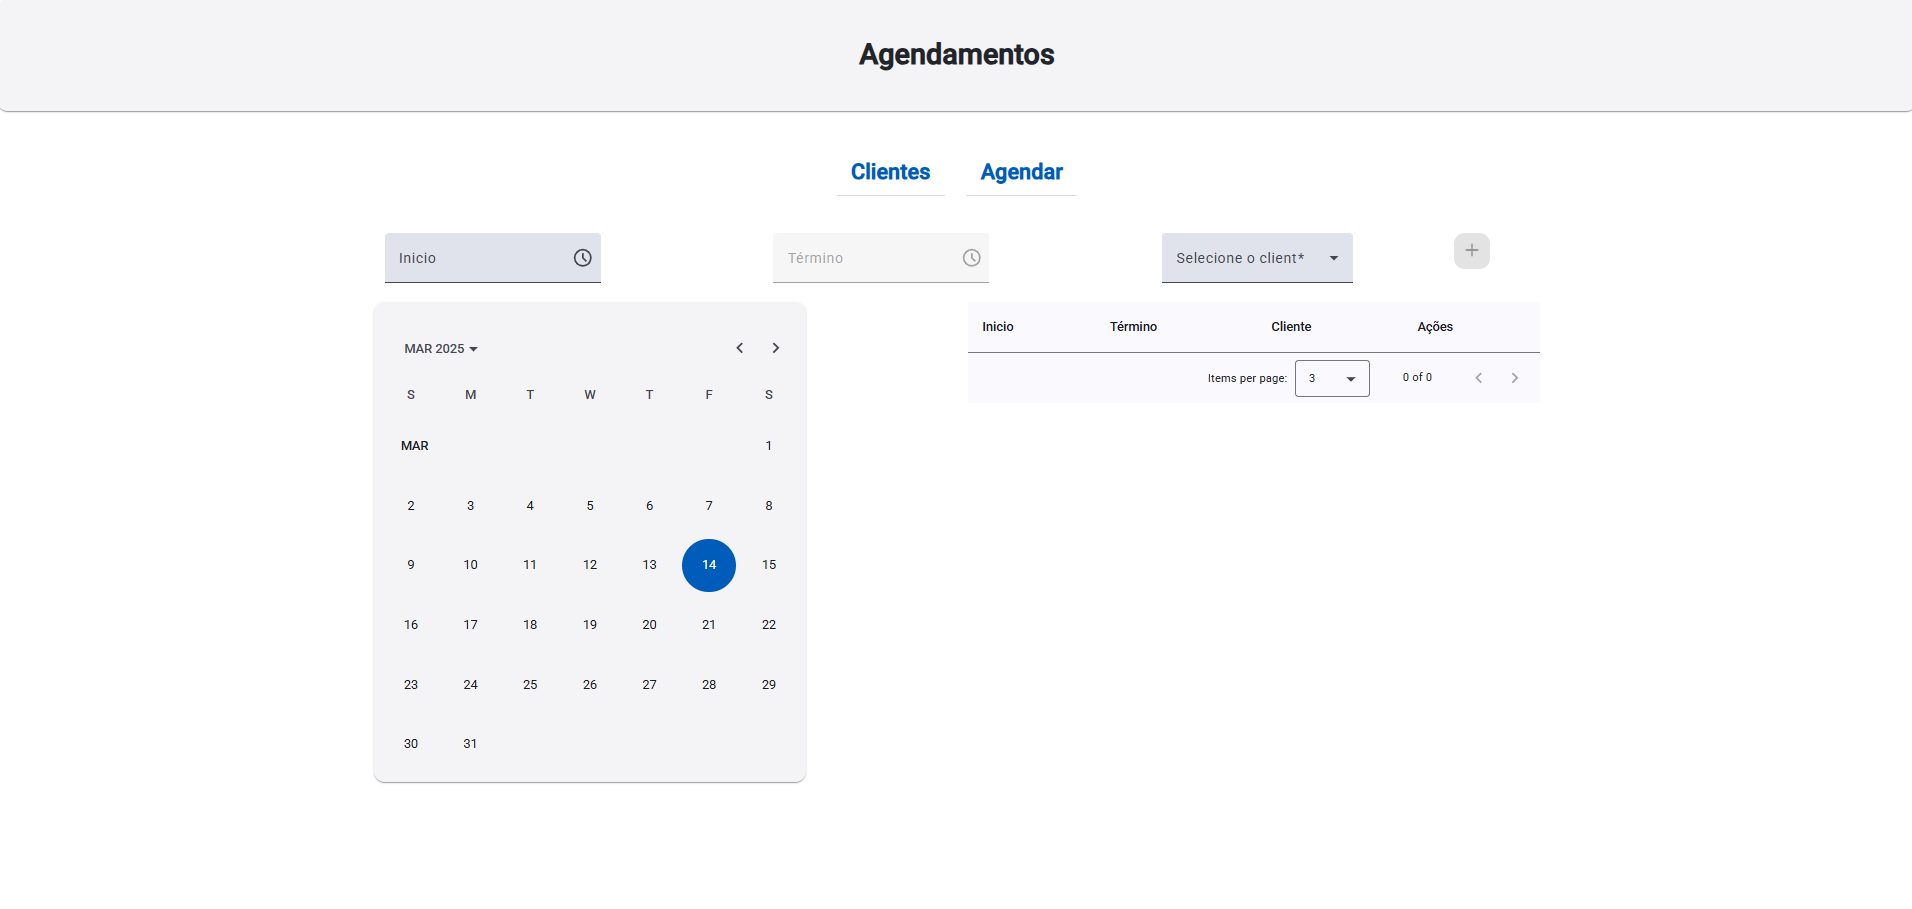 Agendamentos
Clientes Agendar
Inicio Término Selecione o client*
MAR 2025
S M T W T F S
MAR 1
2 3 4 5 6 7 8
9 10 11 12 13 14 15
16 17 18 19 20 21 22
23 24 25 26 27 28 29
30 31
Inicio Término Cliente Ações
Items per page: 3 0 of 0